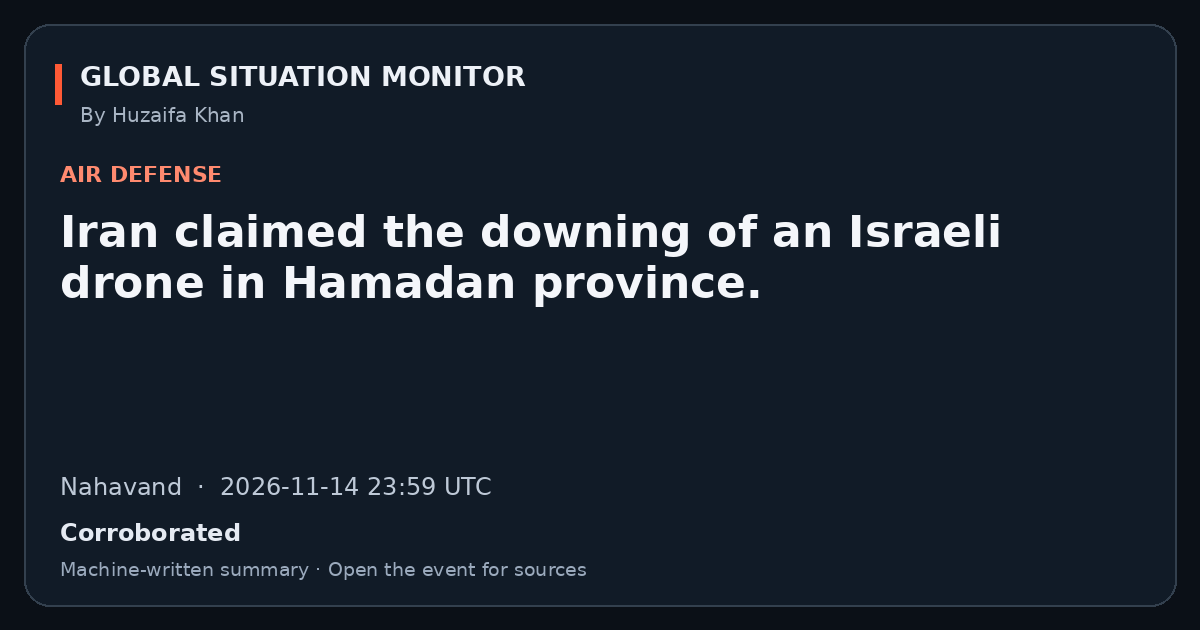 GLOBAL SITUATION MONITOR
By Huzaifa Khan
AIR DEFENSE
Iran claimed the downing of an Israeli
drone in Hamadan province.
Nahavand · 2026-11-14 23:59 UTC
Corroborated
Machine-written summary · Open the event for sources